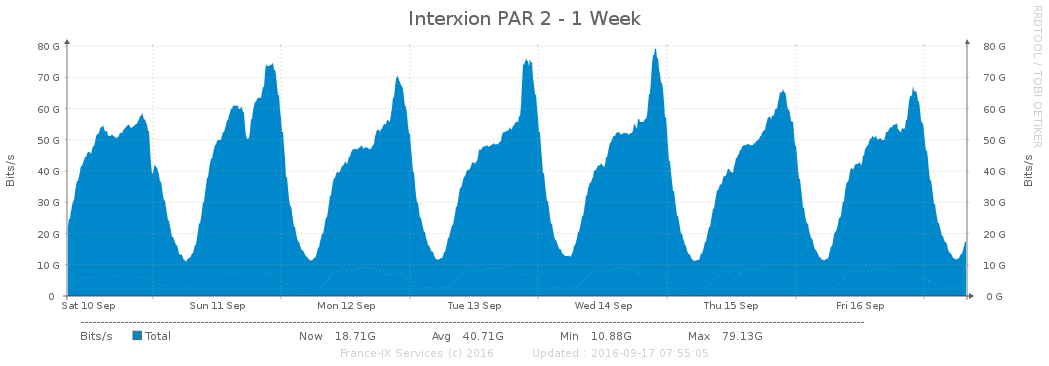 Interxion PAR 2 - 1 Week
RRDTOOL / TOBI OETIKER
Bits/s
Bits/s
80 G 80 G
70 G 70 G
60 G 60 G
50 G 50 G
40 G 40 G
30 G 30 G
20 G 20 G
10 G 10 G
0 0 G
Sat 10 Sep Sun 11 Sep Mon 12 Sep Tue 13 Sep Wed 14 Sep Thu 15 Sep Fri 16 Sep
Bits/s Total Now 18.71G Avg 40.71G Min 10.88G Max 79.13G
France-IX Services (c) 2016 Updated : 2016-09-17 07:55:05